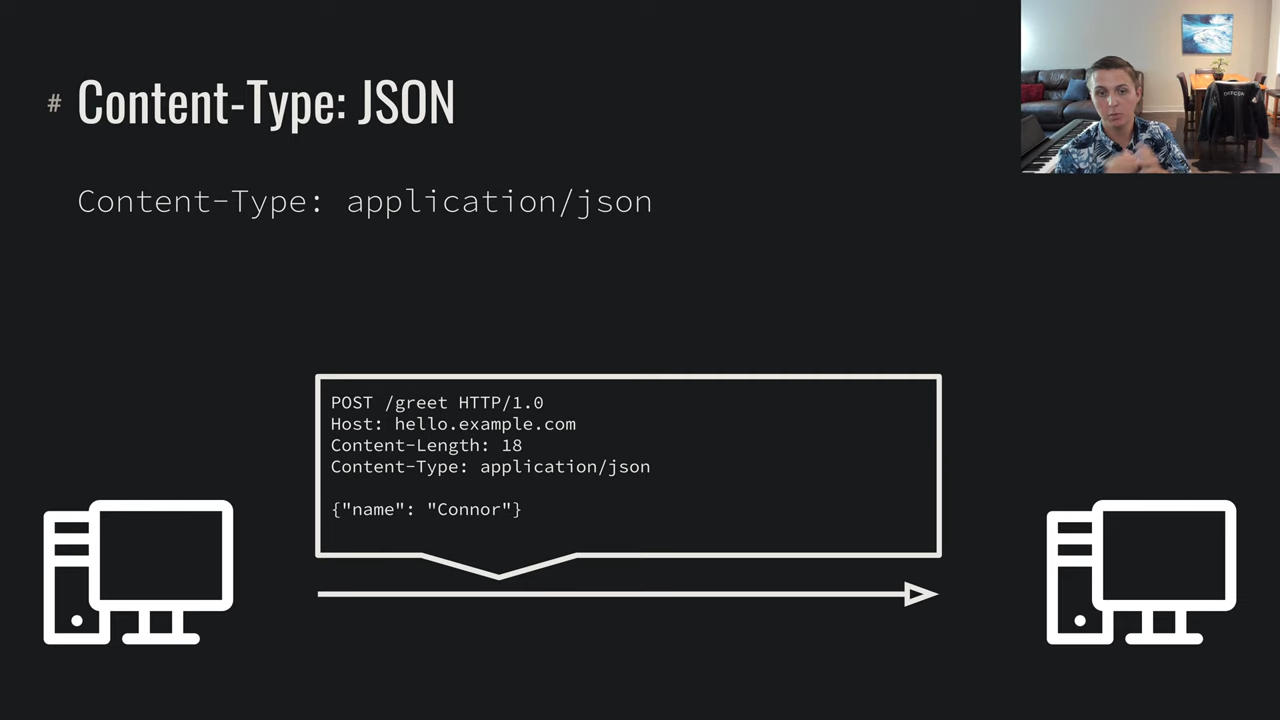 # Content-Type: JSON
Content-Type: application/json
DEFCON
POST /greet HTTP/1.0
Host: hello.example.com
Content-Length: 18
Content-Type: application/json
{"name": "Connor"}